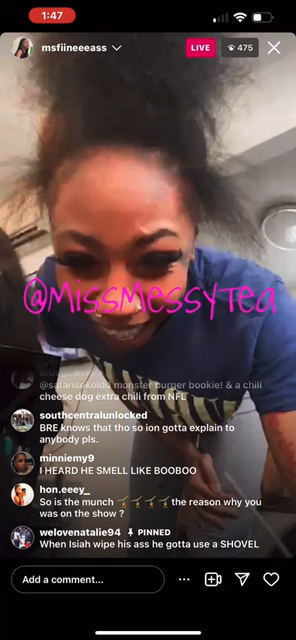 1:47
msfiineeeass
LIVE
475
@MissMessyTea
@safarisokoldd monster burger bookie! & a chili
cheese dog extra chili from NFL
southcentralunlocked
BRE knows that tho so ion gotta explain to
anybody pls.
minniemy9
I HEARD HE SMELL LIKE BOOBOO
hon.eeey_
So is the munch 🦒🦒🦒🦒 the reason why you
was on the show ?
welovenatalie94 PINNED
When Isiah wipe his ass he gotta use a SHOVEL
Add a comment...